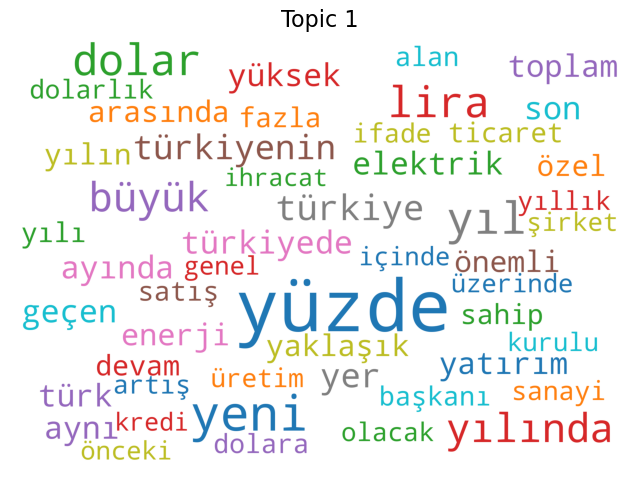 Topic 1
dolar
alan
toplam
yüksek
dolarlık
lira
son
arasında
fazla
ifade
ticaret
yılın
türkiyenin
elektrik
özel
ihracat
büyük
türkiye
yıl
yıllık
şirket
yılı
türkiyede
ayında
genel
içinde
önemli
satış
yüzde
üzerinde
geçen
sahip
enerji
yaklaşık
kurulu
devam
artış
üretim
yer
yatırım
türk
başkanı
sanayi
aynı
kredi
yeni
olacak
yılında
önceki
dolara